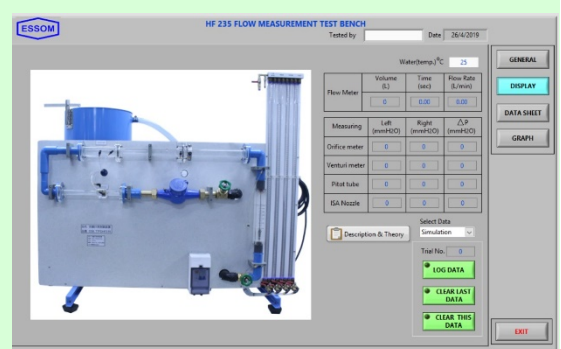 ESSOM
HF 235 FLOW MEASUREMENT TEST BENCH
Tested by Date 26/4/2019
Water(temp.)°C 25
Flow Meter
Volume (L) Time (sec) Flow Rate (L/min)
0 0.00 0.00
Measuring Left (mmH2O) Right (mmH2O) △P (mmH2O)
Orifice meter 0 0 0
Venturi meter 0 0 0
Pitot tube 0 0 0
ISA Nozzle 0 0 0
Select Data
Description & Theory Simulation
Trial No. 0
LOG DATA
CLEAR LAST
DATA
CLEAR THIS
DATA
GENERAL
DISPLAY
DATA SHEET
GRAPH
EXIT